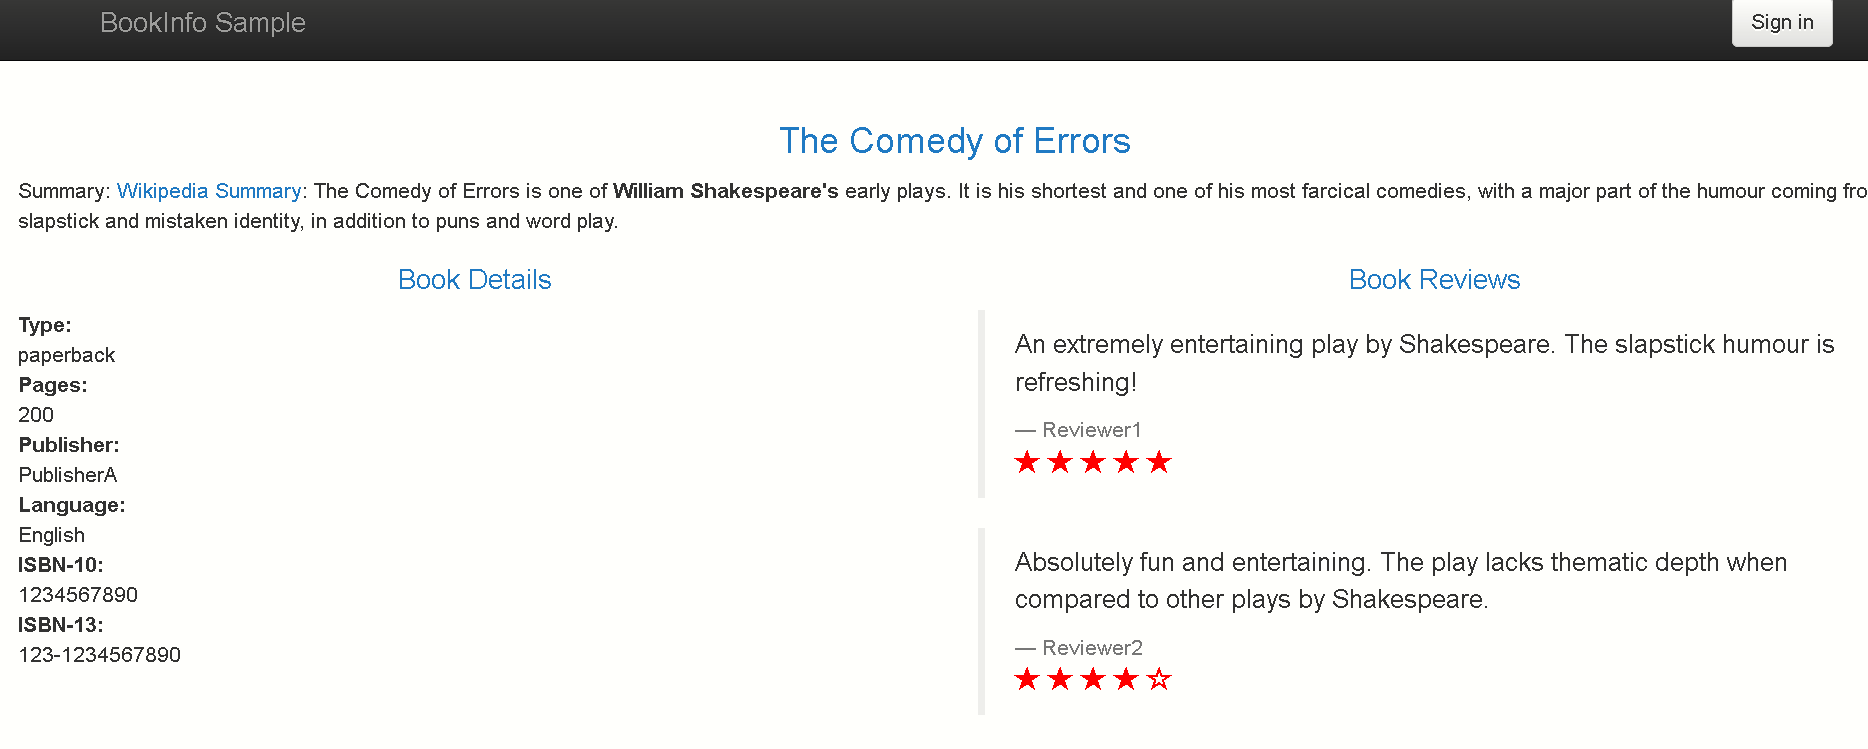 BookInfo Sample
Sign in
The Comedy of Errors
Summary: Wikipedia Summary: The Comedy of Errors is one of William Shakespeare's early plays. It is his shortest and one of his most farcical comedies, with a major part of the humour coming fro
slapstick and mistaken identity, in addition to puns and word play.
Book Details
Type:
paperback
Pages:
200
Publisher:
PublisherA
Language:
English
ISBN-10:
1234567890
ISBN-13:
123-1234567890
Book Reviews
An extremely entertaining play by Shakespeare. The slapstick humour is
refreshing!
— Reviewer1
Absolutely fun and entertaining. The play lacks thematic depth when
compared to other plays by Shakespeare.
— Reviewer2